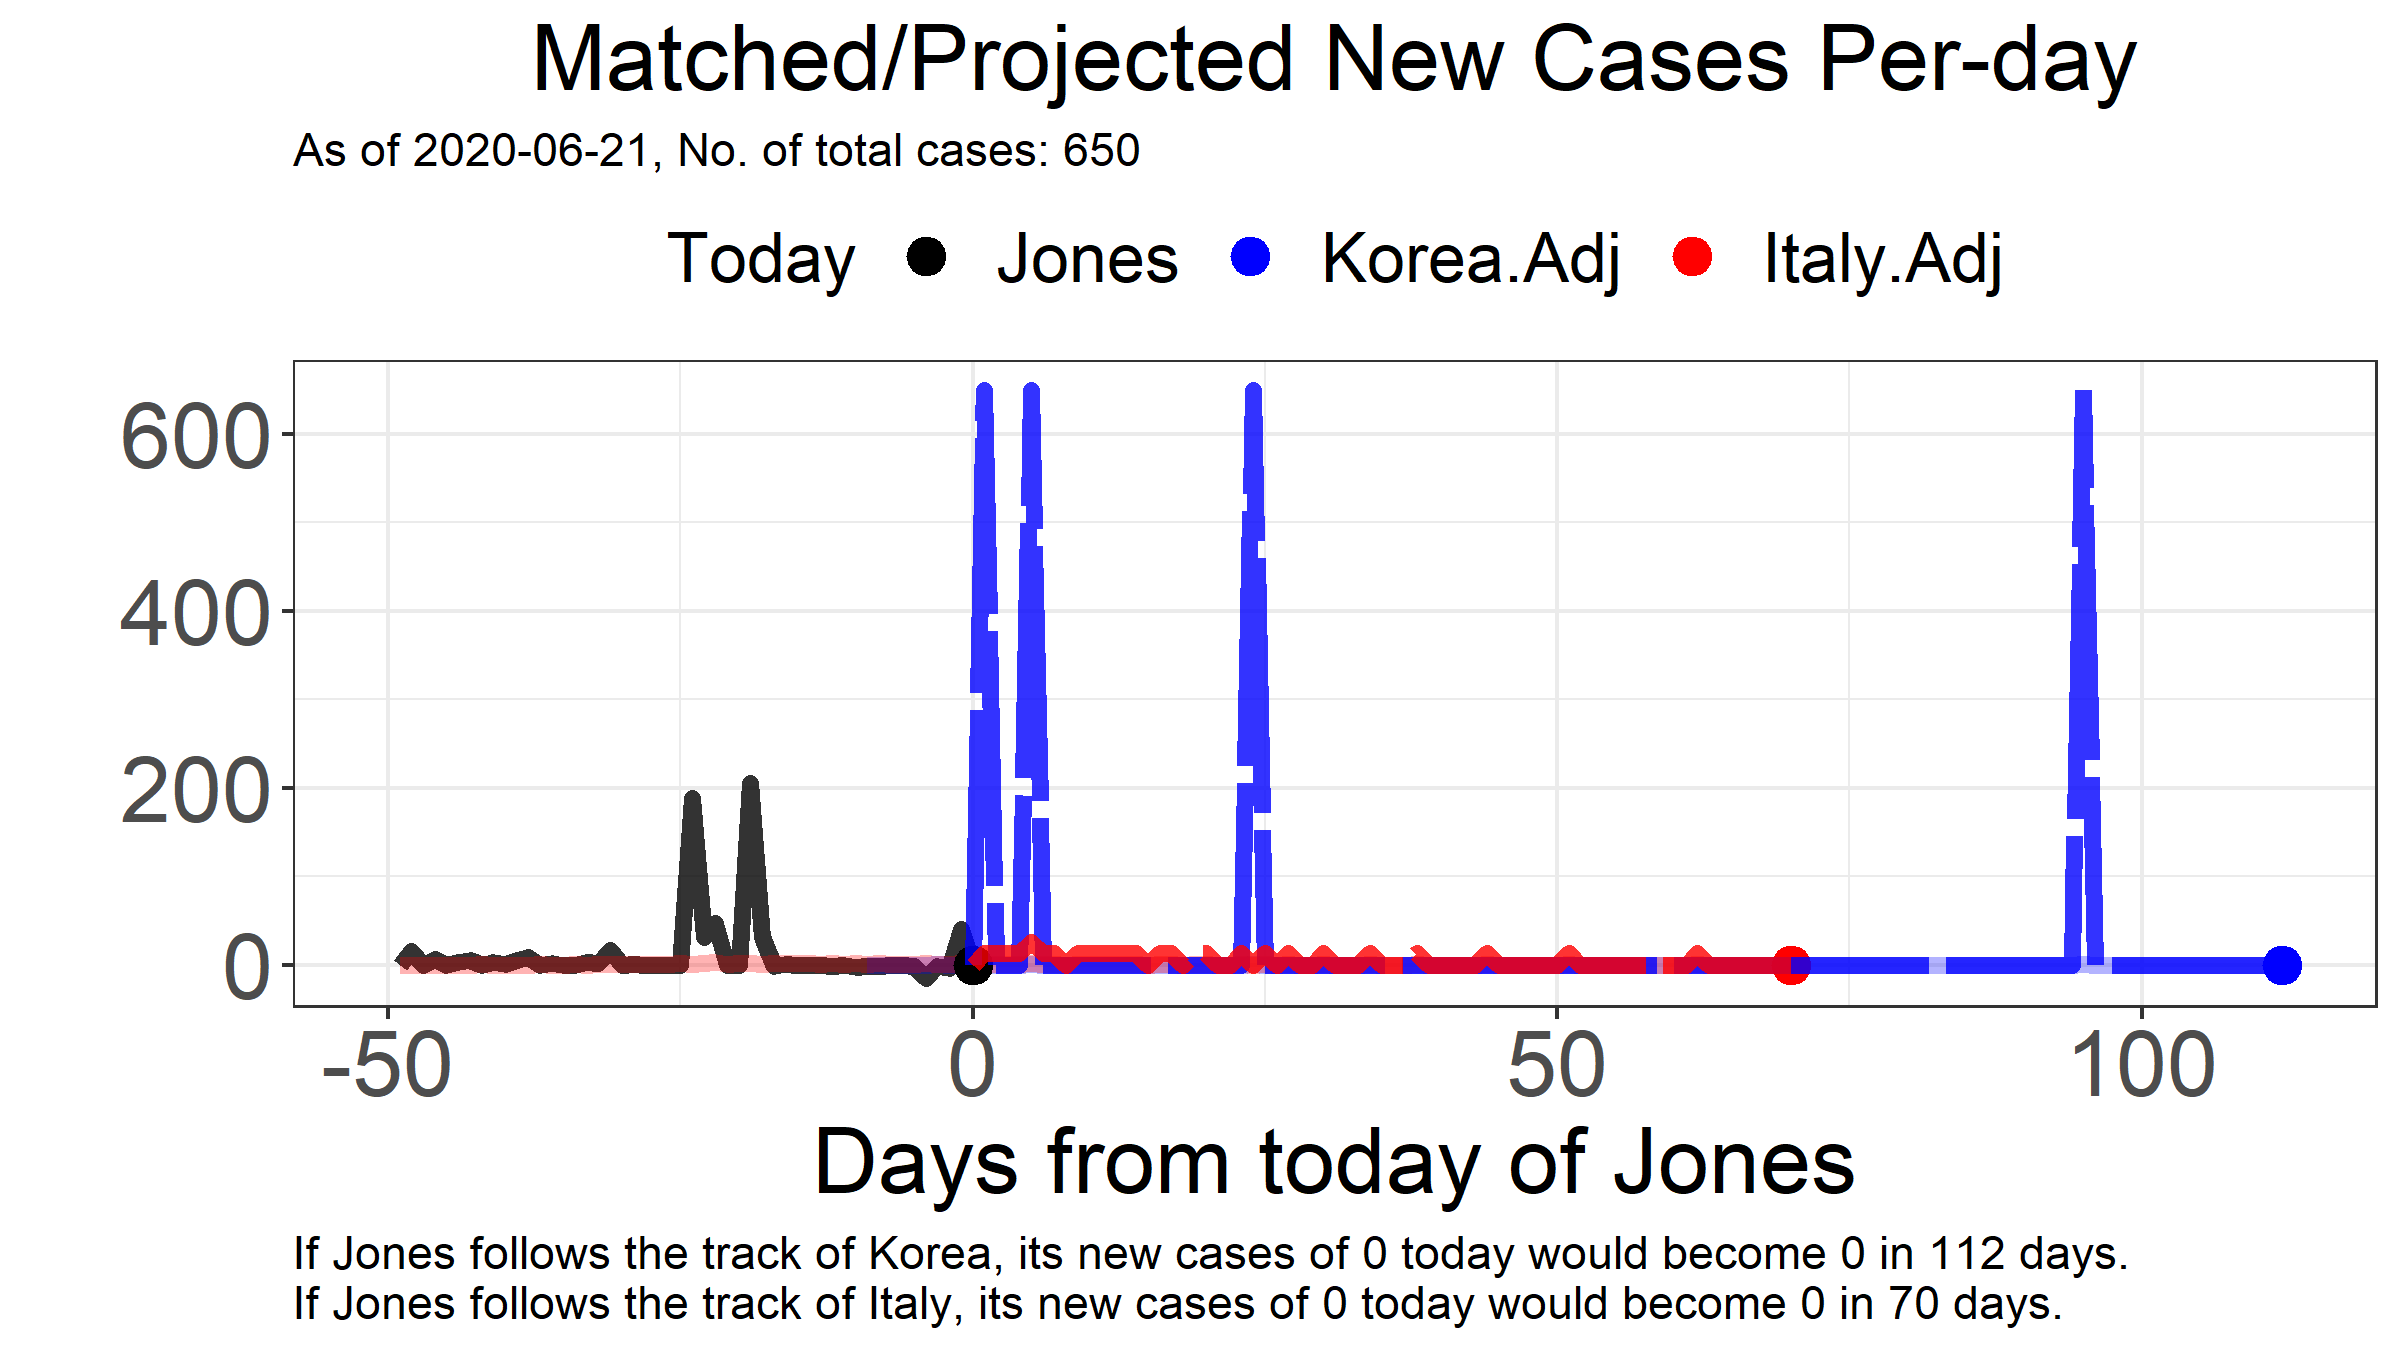 Matched/Projected New Cases Per-day
As of 2020-06-21, No. of total cases: 650
Today Jones Korea.Adj Italy.Adj
600
400
200
0
-50 0 50 100
Days from today of Jones
If Jones follows the track of Korea, its new cases of 0 today would become 0 in 112 days.
If Jones follows the track of Italy, its new cases of 0 today would become 0 in 70 days.